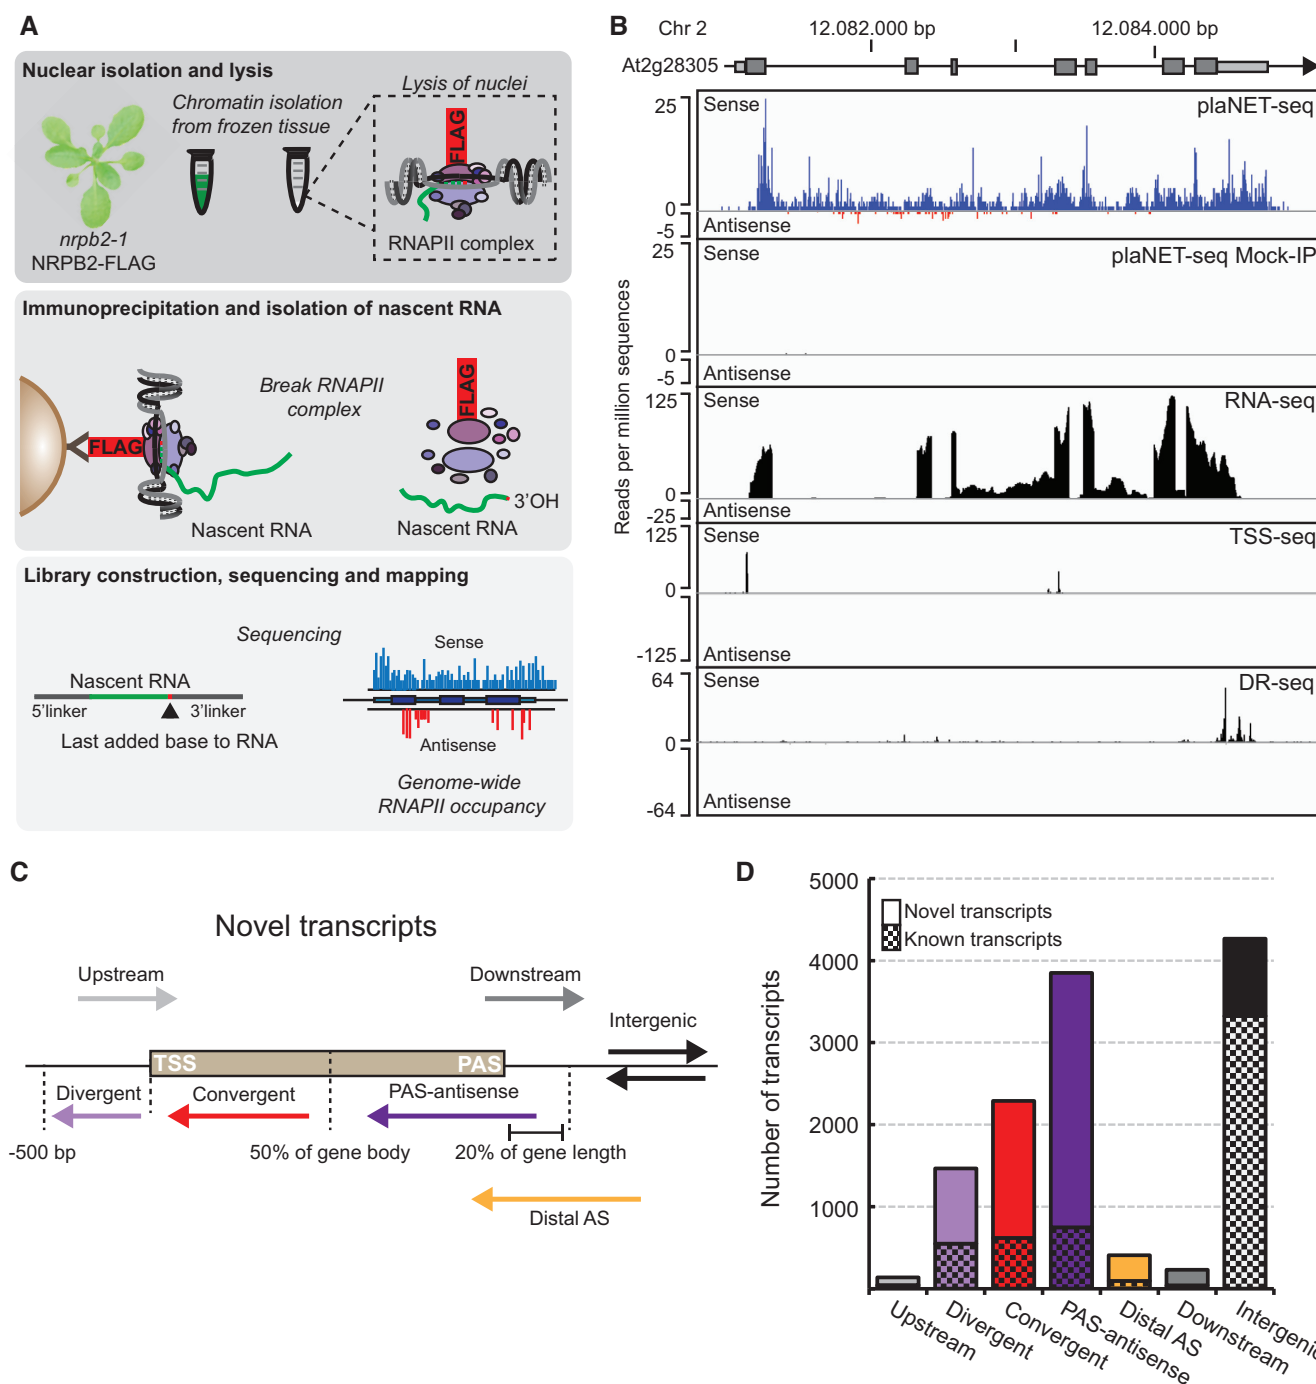 A
Nuclear isolation and lysis
Chromatin isolation
from frozen tissue
Lysis of nuclei
FLAG
RNAPII complex
nrpb2-1
NRPB2-FLAG
Immunoprecipitation and isolation of nascent RNA
Break RNAPII
complex
FLAG
FLAG
3'OH
Nascent RNA
Nascent RNA
Library construction, sequencing and mapping
Sequencing
Sense
Nascent RNA
5'linker
3'linker
Last added base to RNA
Antisense
Genome-wide
RNAPII occupancy
B
Chr 2
12.082.000 bp
12.084.000 bp
At2g28305
Reads per million sequences
25
0
-5
Sense
plaNET-seq
Antisense
25
0
-5
Sense
plaNET-seq Mock-IP
Antisense
125
0
-25
Sense
RNA-seq
Antisense
125
0
-125
Sense
TSS-seq
Antisense
64
0
-64
Sense
DR-seq
Antisense
C
Novel transcripts
Upstream
Downstream
Intergenic
TSS
PAS
Divergent
Convergent
PAS-antisense
-500 bp
50% of gene body
20% of gene length
Distal AS
D
Number of transcripts
5000
4000
3000
2000
1000
Novel transcripts
Known transcripts
Upstream
Divergent
Convergent
PAS-antisense
Distal AS
Downstream
Intergenic